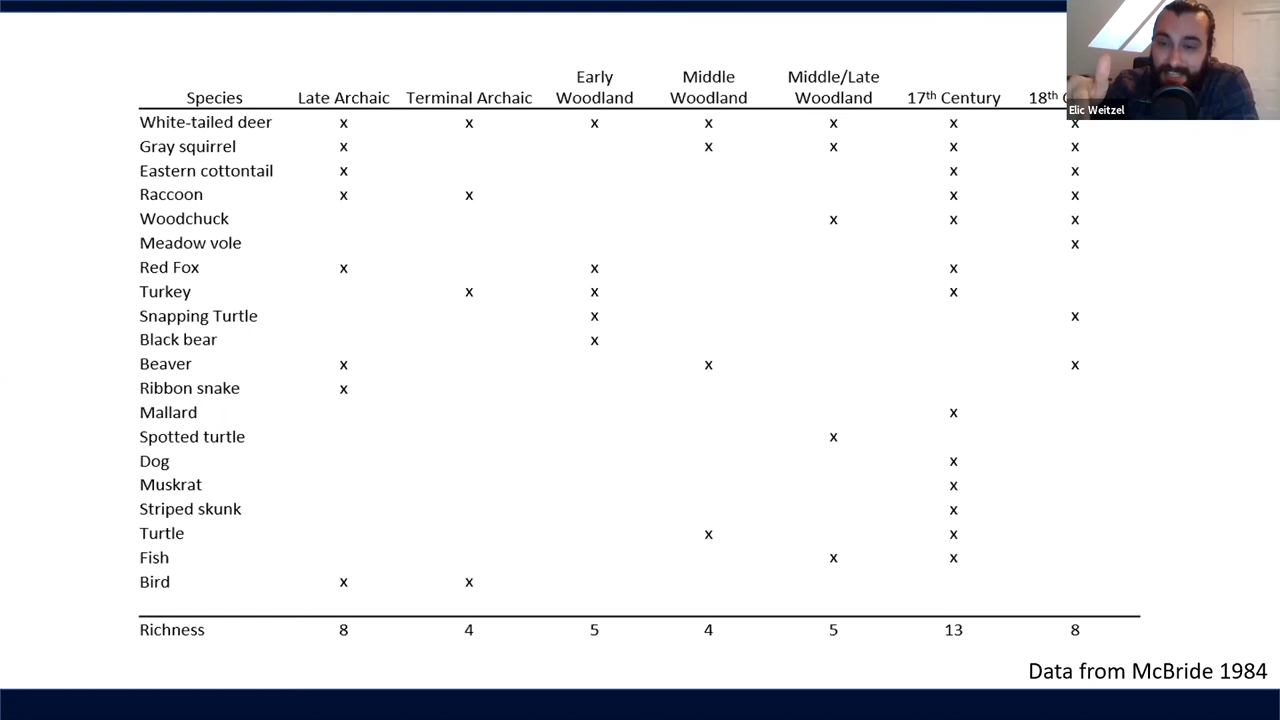 Early Middle Middle/Late
Species Late Archaic Terminal Archaic Woodland Woodland Woodland 17th Century 18th
Elic Weitzel
White-tailed deer x x x x x x x
Gray squirrel x x x x x
Eastern cottontail x x x
Raccoon x x x x
Woodchuck x x x
Meadow vole x
Red Fox x x x
Turkey x x x
Snapping Turtle x x
Black bear x
Beaver x x x
Ribbon snake x
Mallard x
Spotted turtle x
Dog x
Muskrat x
Striped skunk x
Turtle x x
Fish x x
Bird x x
Richness 8 4 5 4 5 13 8
Data from McBride 1984